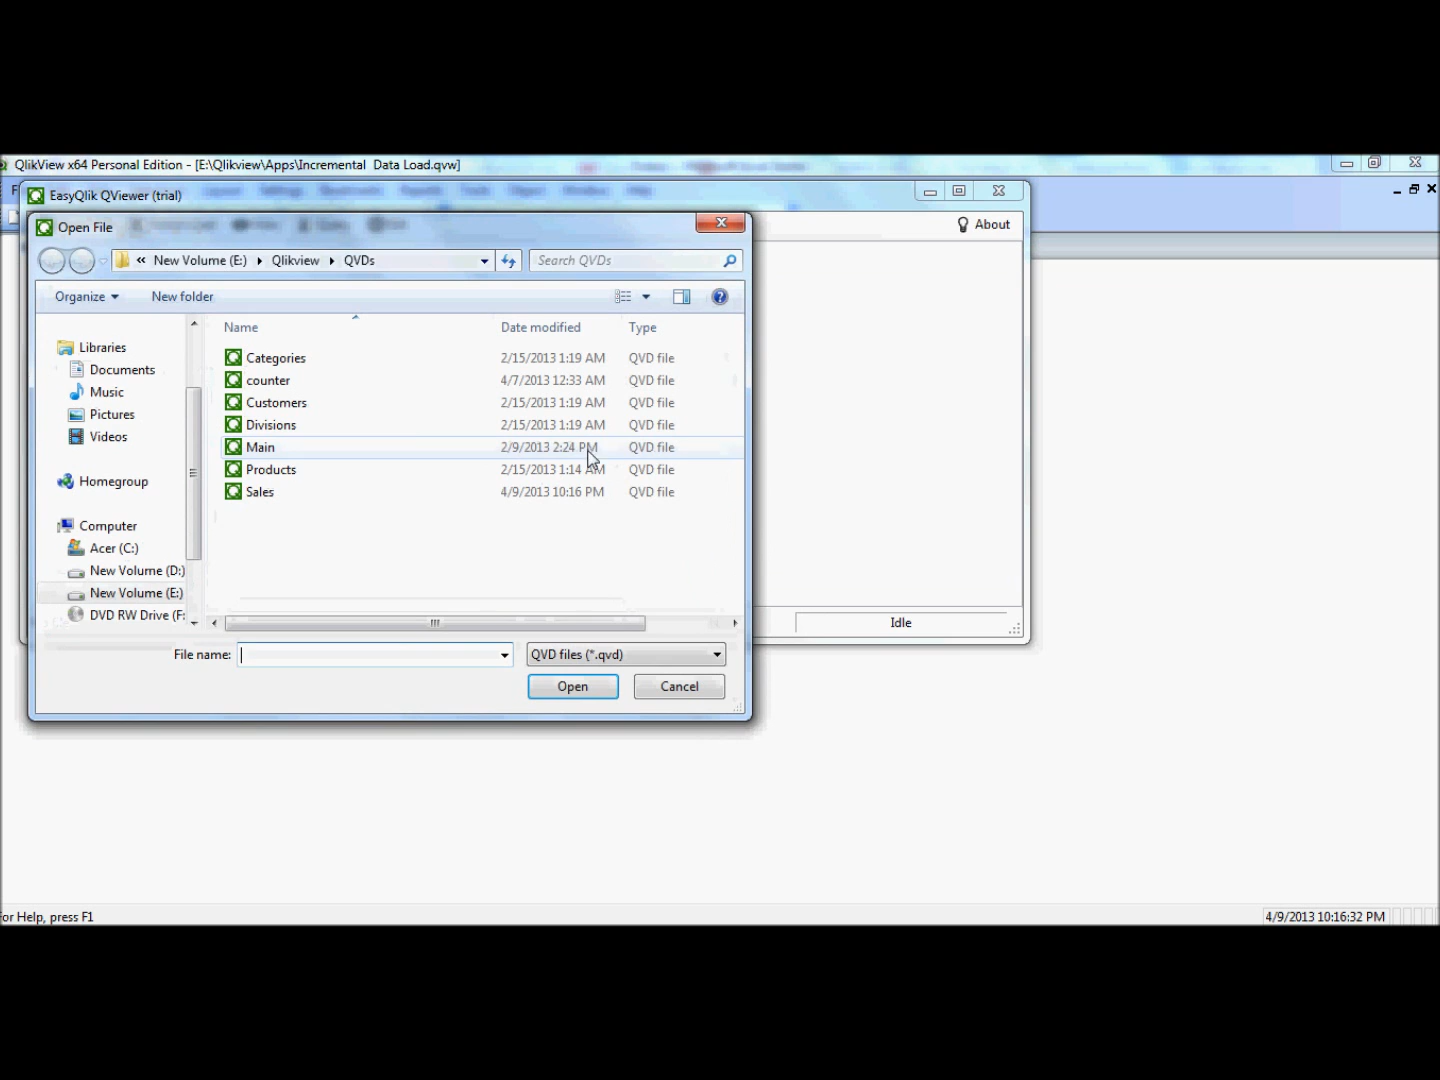 QlikView x64 Personal Edition - [E:\Qlikview\Apps\Incremental Data Load.qvw]
EasyQlik QViewer (trial)
About
Open File
« New Volume (E:) Qlikview QVDs
Search QVDs
Organize New folder
Name Date modified Type
Libraries
Documents
Music
Pictures
Videos
Homegroup
Computer
Acer (C:)
New Volume (D:)
New Volume (E:)
DVD RW Drive (F:
Categories 2/15/2013 1:19 AM QVD file
counter 4/7/2013 12:33 AM QVD file
Customers 2/15/2013 1:19 AM QVD file
Divisions 2/15/2013 1:19 AM QVD file
Main 2/9/2013 2:24 PM QVD file
Products 2/15/2013 1:14 AM QVD file
Sales 4/9/2013 10:16 PM QVD file
Idle
File name: QVD files (*.qvd)
Open Cancel
or Help, press F1
4/9/2013 10:16:32 PM